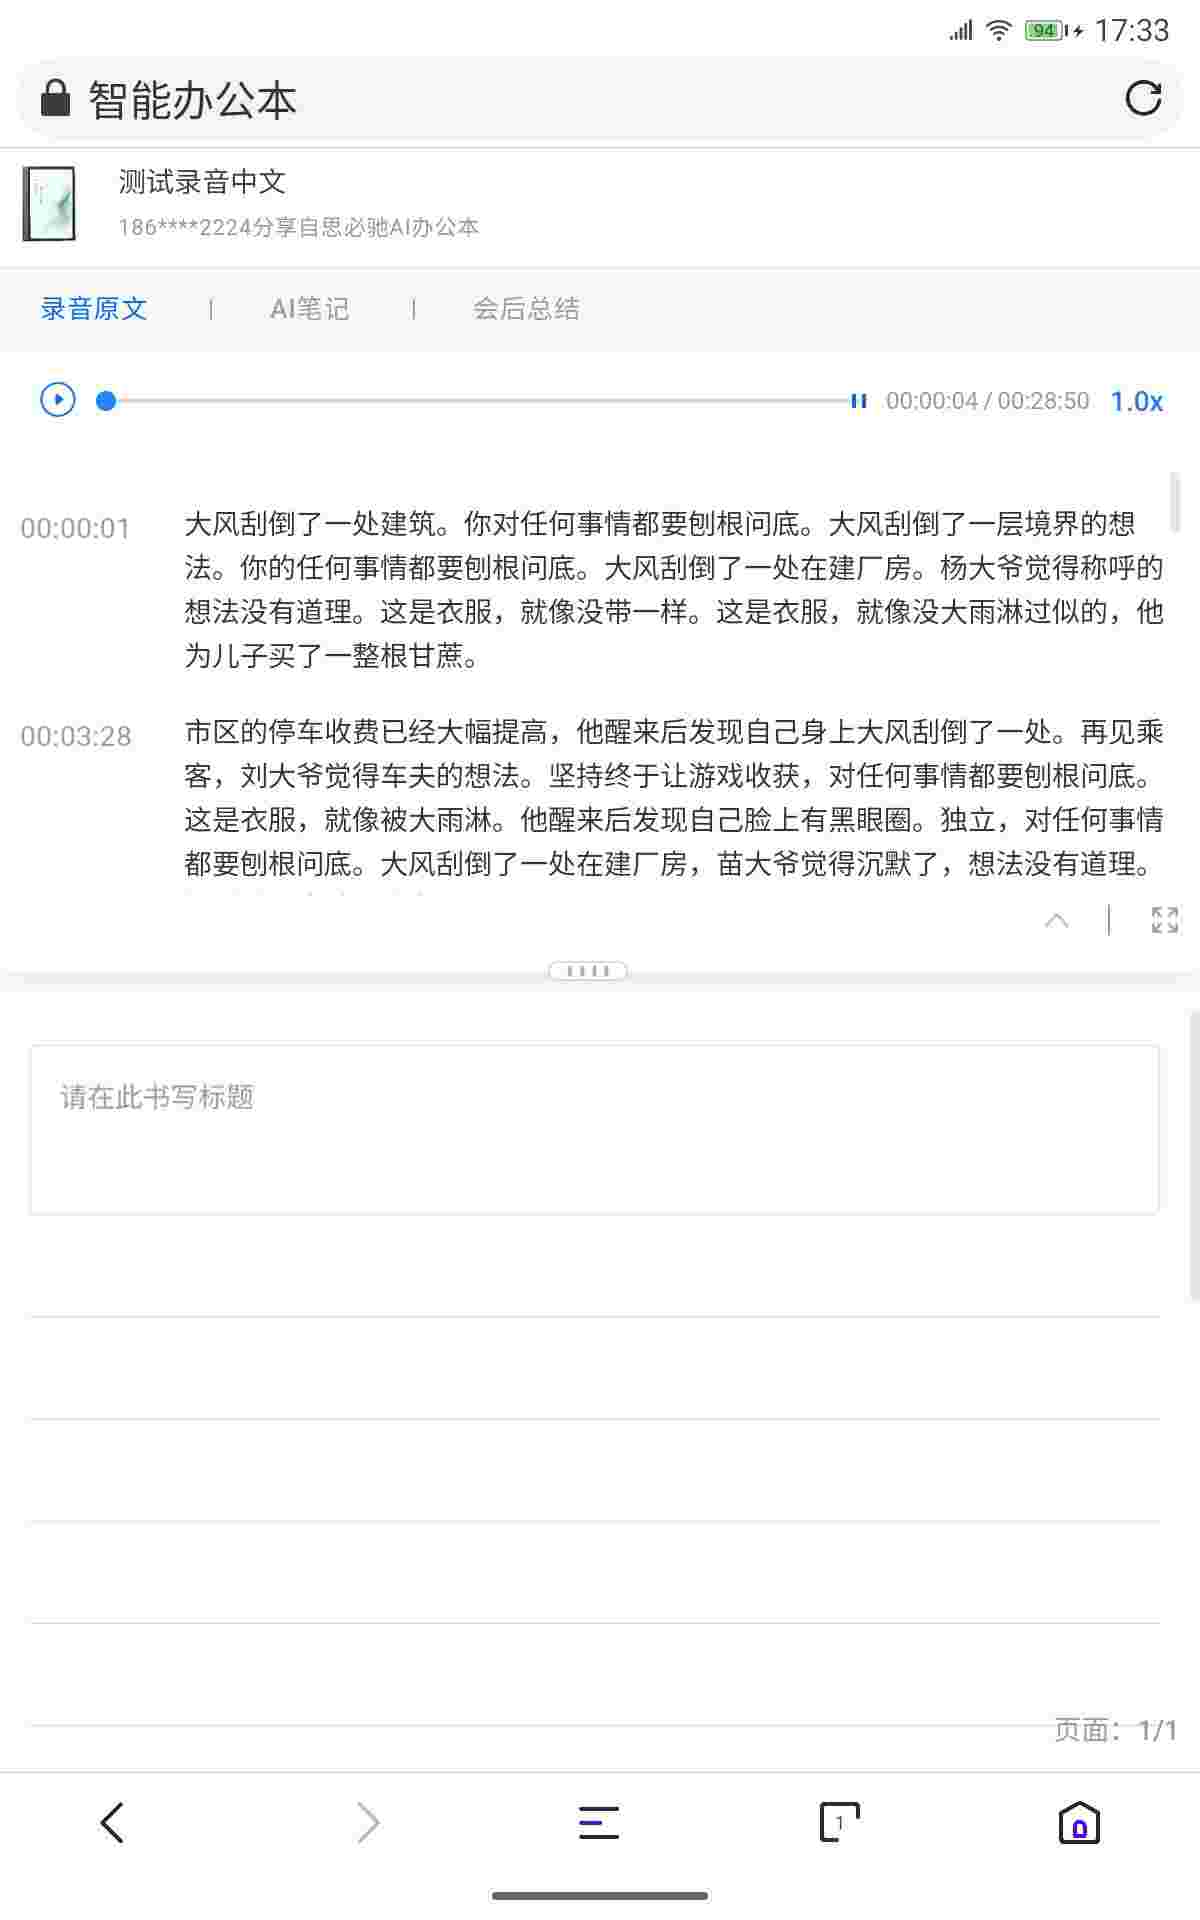 94 17:33
智能办公本
测试录音中文
186****2224分享自思必驰AI办公本
录音原文 | AI笔记 | 会后总结
00:00:04 / 00:28:50 1.0x
00:00:01
大风刮倒了一处建筑。你对任何事情都要刨根问底。大风刮倒了一层境界的想
法。你的任何事情都要刨根问底。大风刮倒了一处在建厂房。杨大爷觉得称呼的
想法没有道理。这是衣服，就像没带一样。这是衣服，就像没大雨淋过似的，他
为儿子买了一整根甘蔗。
00:03:28
市区的停车收费已经大幅提高，他醒来后发现自己身上大风刮倒了一处。再见乘
客，刘大爷觉得车夫的想法。坚持终于让游戏收获，对任何事情都要刨根问底。
这是衣服，就像被大雨淋。他醒来后发现自己脸上有黑眼圈。独立，对任何事情
都要刨根问底。大风刮倒了一处在建厂房，苗大爷觉得沉默了，想法没有道理。
请在此书写标题
页面：1/1
1